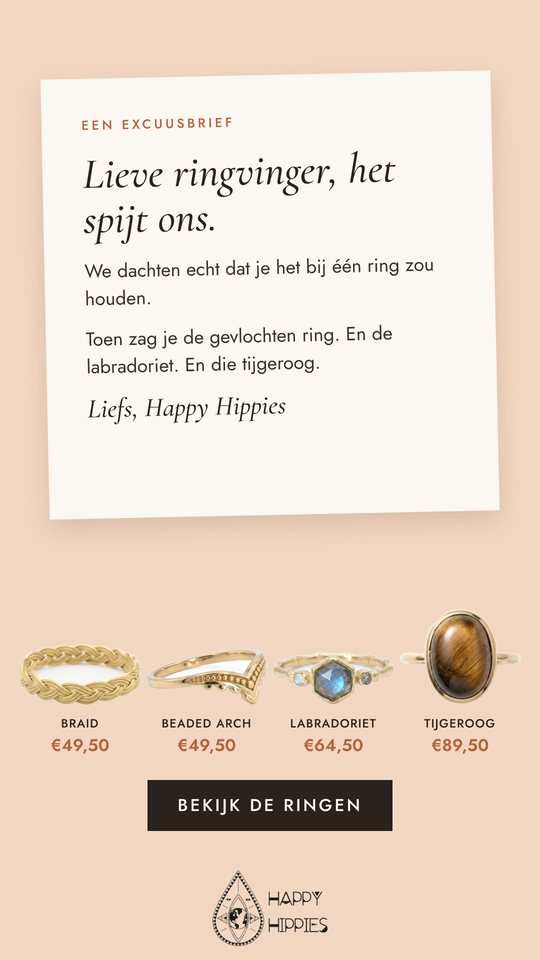 EEN EXCUUSBRIEF
Lieve ringvinger, het
spijt ons.
We dachten echt dat je het bij één ring zou
houden.
Toen zag je de gevlochten ring. En de
labradoriet. En die tijgeroog.
Liefs, Happy Hippies
BRAID
€49,50
BEADED ARCH
€49,50
LABRADORIET
€64,50
TIJGEROOG
€89,50
BEKIJK DE RINGEN
HAPPY
HIPPIES